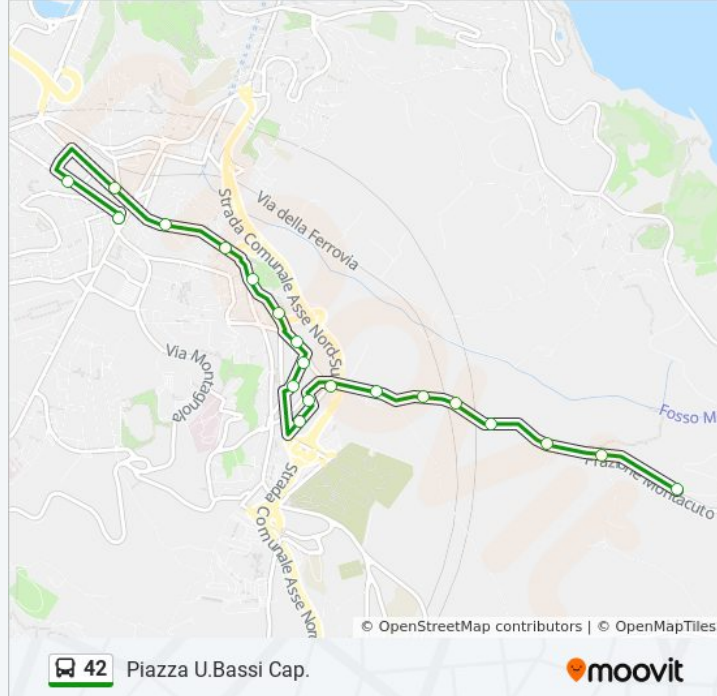 Via della Ferrovia
Strada Comunale Asse Nord-Su
Via Montagnola
Fosso M
Frazione Montacuto
Strada Comunale Asse Nor
© OpenStreetMap contributors | © OpenMapTiles
42 Piazza U.Bassi Cap.
moovit